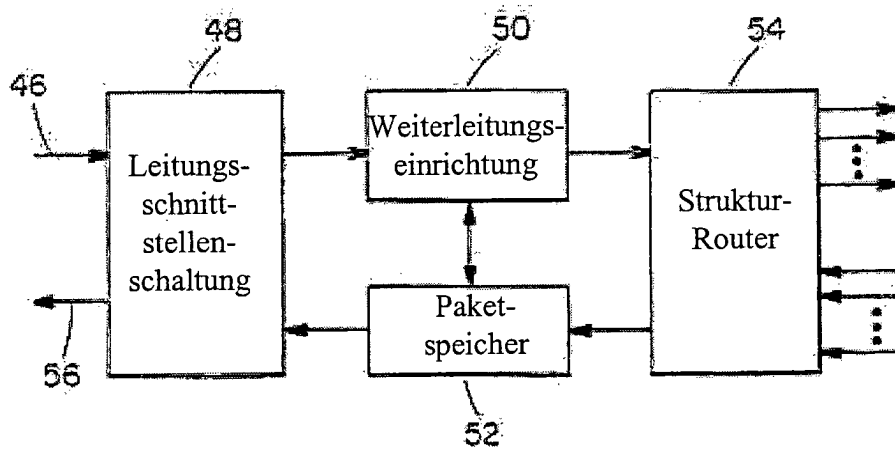 48
50
54
46
Leitungs-
schnitt-
stellen-
schaltung
Weiterleitungs-
einrichtung
Struktur-
Router
Paket-
speicher
56
52